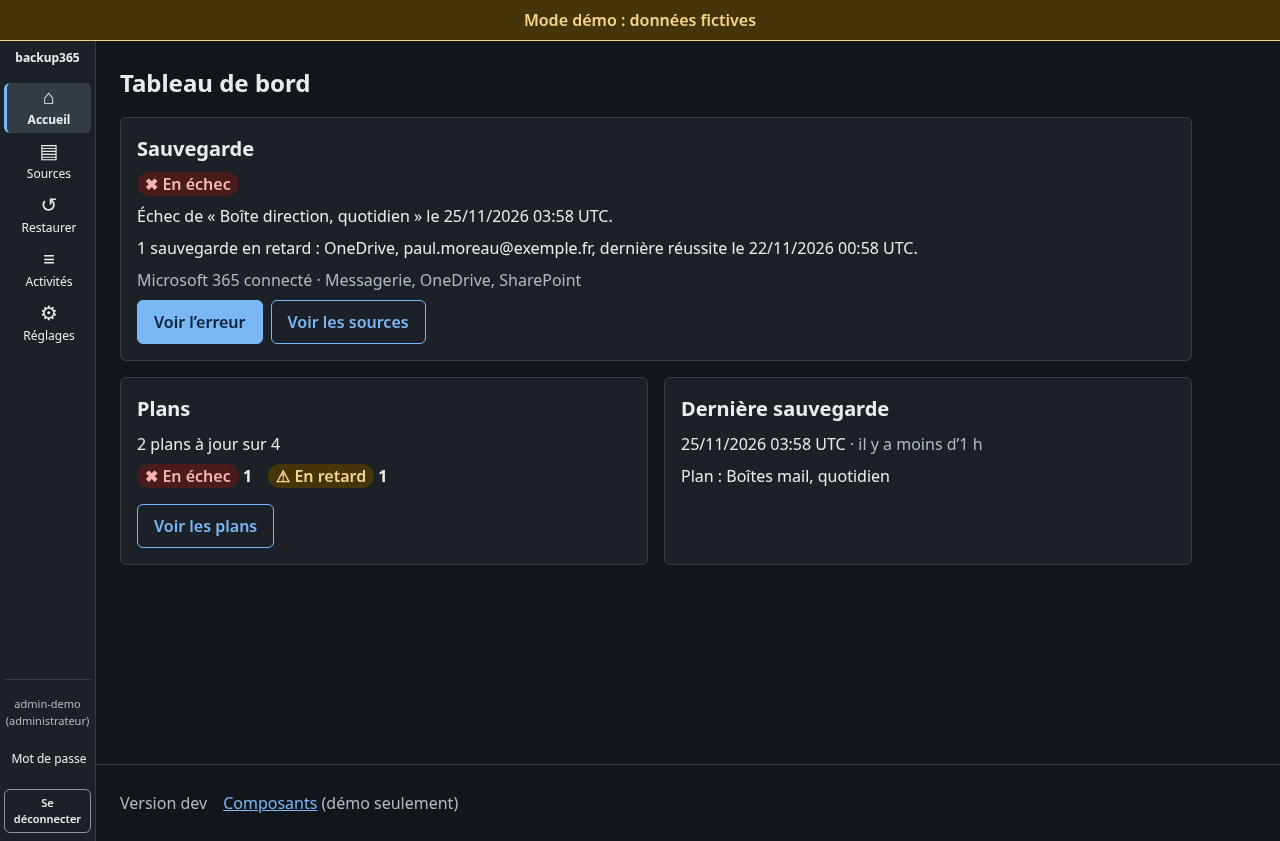 Mode démo : données fictives
backup365
Accueil
Sources
Restaurer
Activités
Réglages
admin-demo
(administrateur)
Mot de passe
Se
déconnecter
Tableau de bord
Sauvegarde
✖ En échec
Échec de « Boîte direction, quotidien » le 25/11/2026 03:58 UTC.
1 sauvegarde en retard : OneDrive, paul.moreau@exemple.fr, dernière réussite le 22/11/2026 00:58 UTC.
Microsoft 365 connecté · Messagerie, OneDrive, SharePoint
Voir l’erreur Voir les sources
Plans
2 plans à jour sur 4
✖ En échec 1 ⚠ En retard 1
Voir les plans
Dernière sauvegarde
25/11/2026 03:58 UTC · il y a moins d’1 h
Plan : Boîtes mail, quotidien
Version dev Composants (démo seulement)